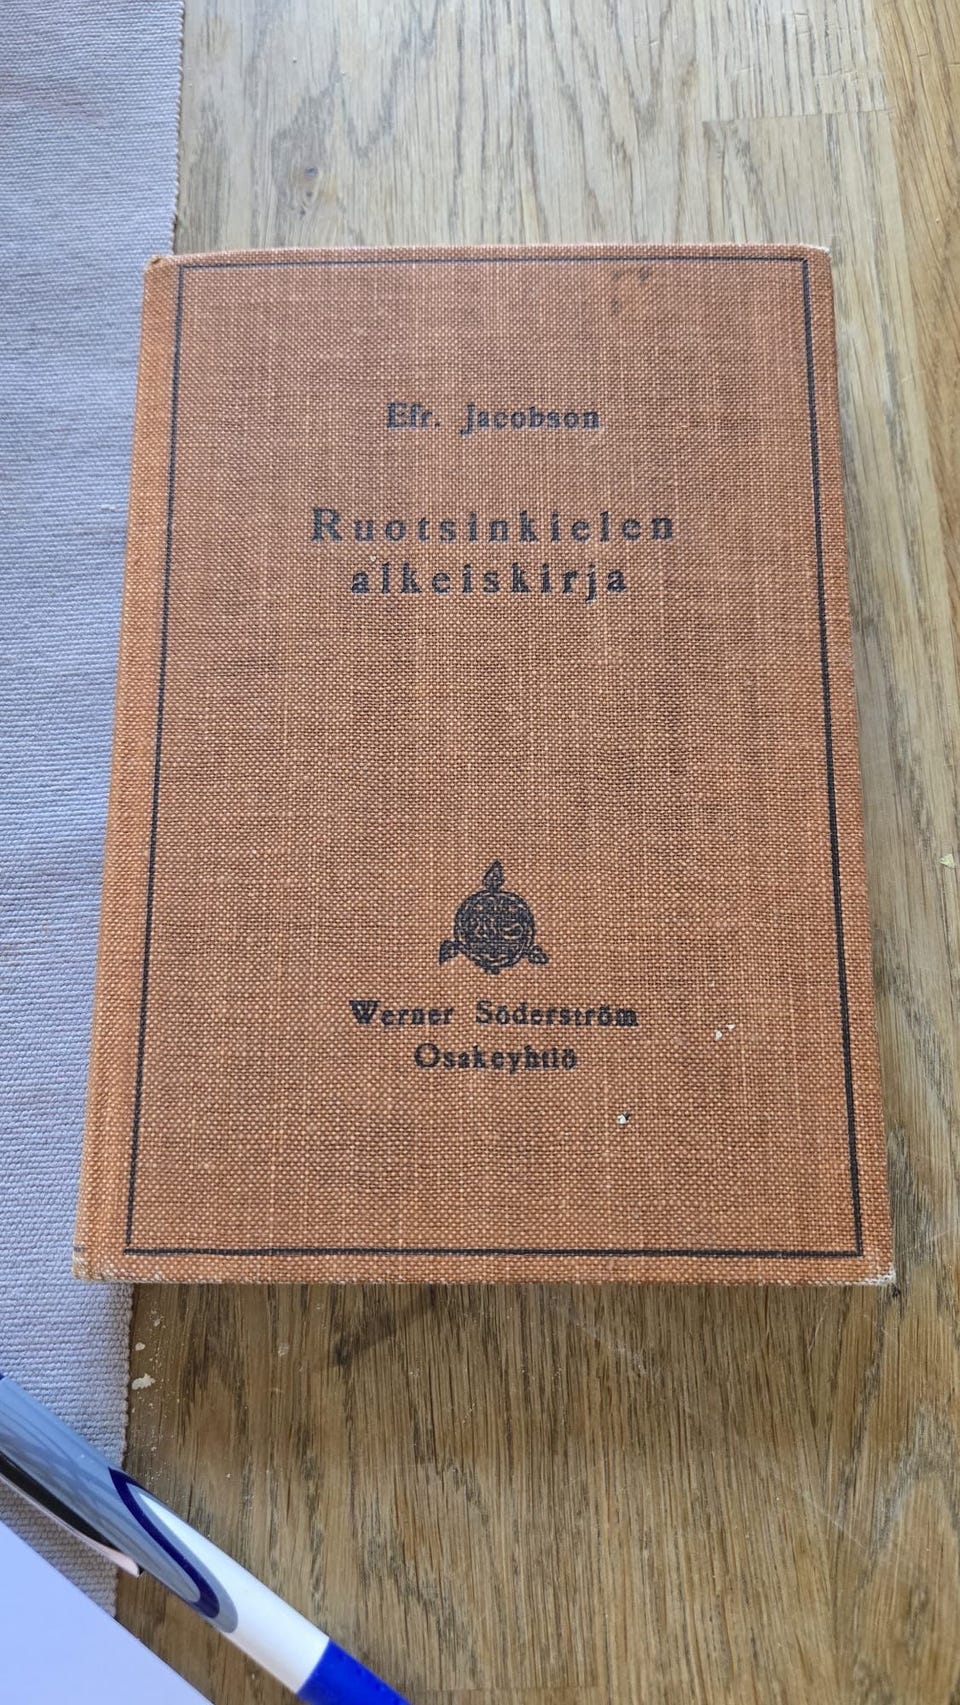 Efr. Jacobson
Ruotsinkielen
alkeiskirja
Werner Söderström
Osakeyhtiö